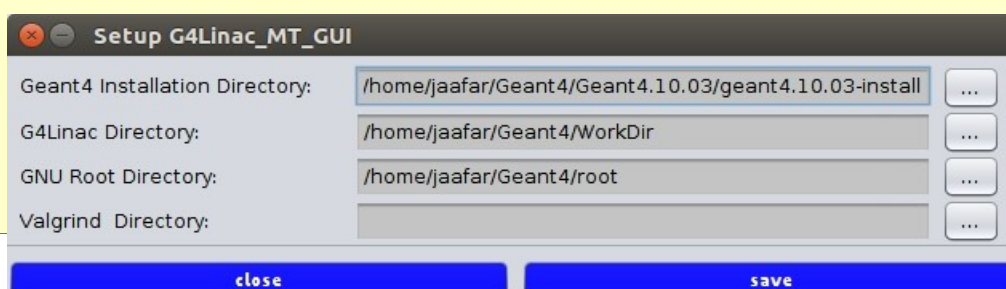 Setup G4Linac_MT_GUI
Geant4 Installation Directory: /home/jaafar/Geant4/Geant4.10.03/geant4.10.03-install ...
G4Linac Directory: /home/jaafar/Geant4/WorkDir ...
GNU Root Directory: /home/jaafar/Geant4/root ...
Valgrind Directory: ...
close save